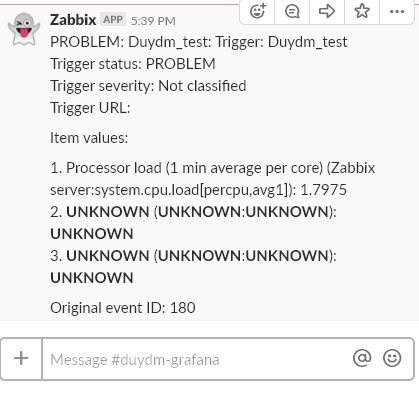 Zabbix APP 5:39 PM
PROBLEM: Duydm_test: Trigger: Duydm_test
Trigger status: PROBLEM
Trigger severity: Not classified
Trigger URL:
Item values:
1. Processor load (1 min average per core) (Zabbix
server:system.cpu.load[percpu,avg1]): 1.7975
2. UNKNOWN (UNKNOWN:UNKNOWN):
UNKNOWN
3. UNKNOWN (UNKNOWN:UNKNOWN):
UNKNOWN
Original event ID: 180
Message #duydm-grafana